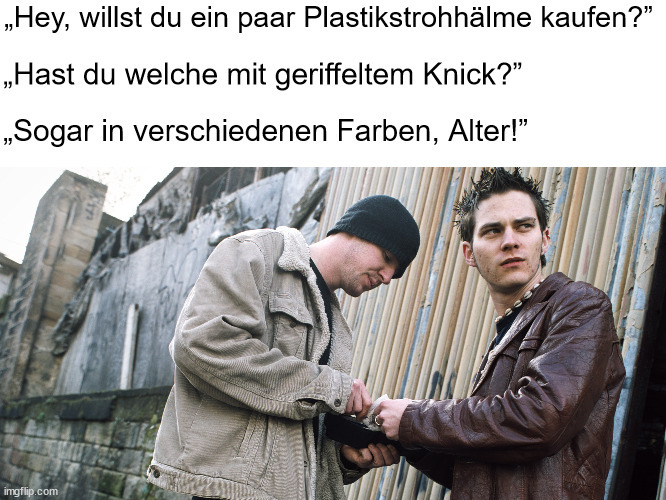 „Hey, willst du ein paar Plastikstrohhälme kaufen?”
„Hast du welche mit geriffeltem Knick?”
„Sogar in verschiedenen Farben, Alter!”
imgflip.com